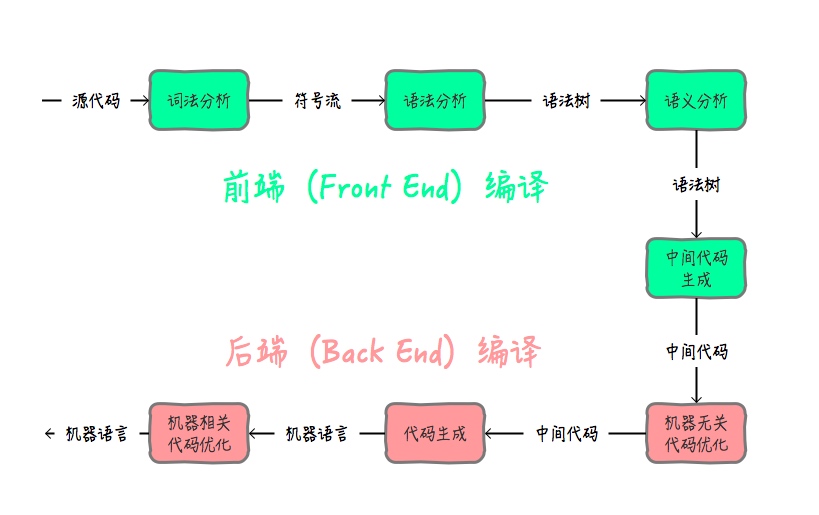 源代码
词法分析
符号流
语法分析
语法树
语义分析
前端（Front End）编译
语法树
中间代码
生成
后端（Back End）编译
中间代码
机器语言
机器相关
代码优化
机器语言
代码生成
中间代码
机器无关
代码优化